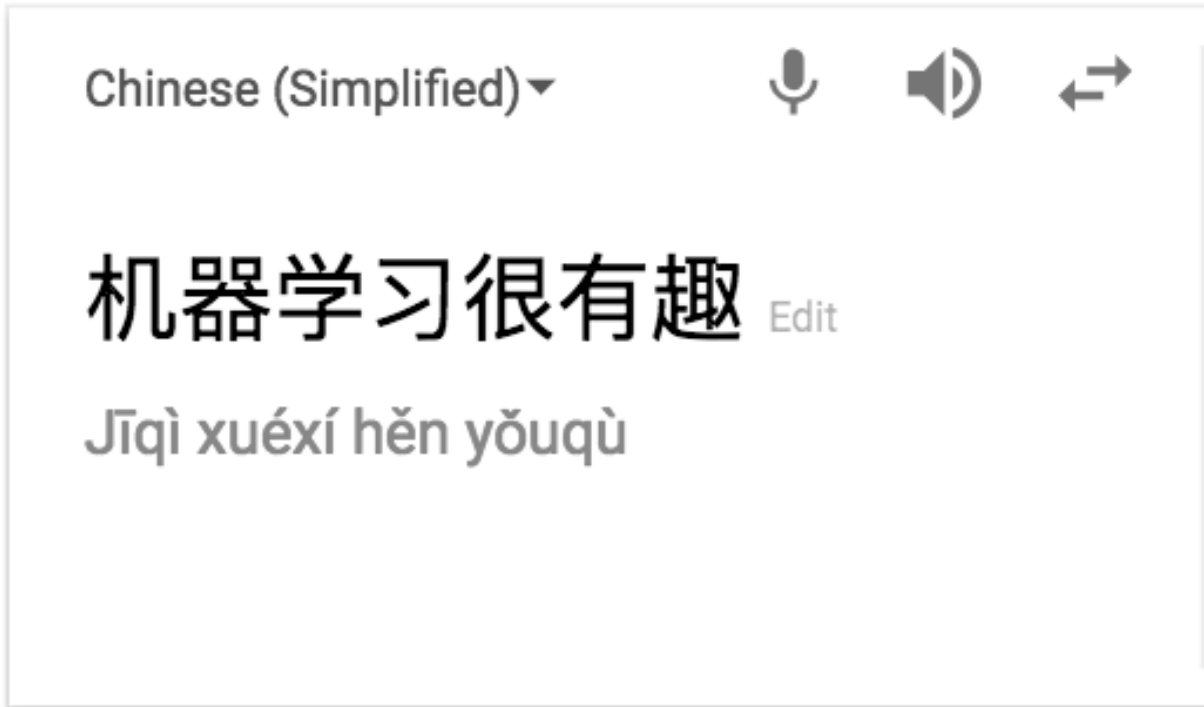 Chinese (Simplified)
机器学习很有趣 Edit
Jīqì xuéxí hěn yǒuqù